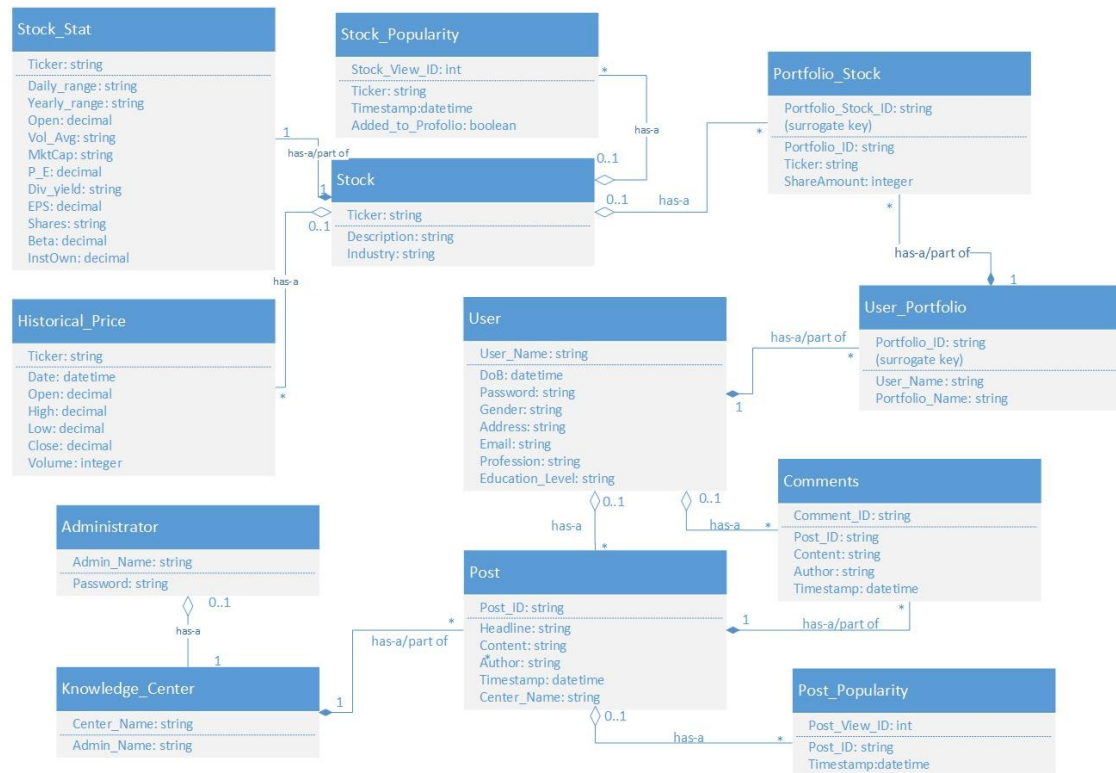 Stock_Stat
Ticker: string
Daily_range: string
Yearly_range: string
Open: decimal
Vol_Avg: string
MktCap: string
P_E: decimal
Div_yield: string
EPS: decimal
Shares: string
Beta: decimal
InstOwn: decimal
Stock_Popularity
Stock_View_ID: int
Ticker: string
Timestamp:datetime
Added_to_Profolio: boolean
*
has-a
0..1
Portfolio_Stock
Portfolio_Stock_ID: string
(surrogate key)
Portfolio_ID: string
Ticker: string
ShareAmount: integer
1
has-a/part of
1
Stock
Ticker: string
Description: string
Industry: string
0..1
has-a
*
0..1
has-a
*
*
has-a/part of
1
Historical_Price
Ticker: string
Date: datetime
Open: decimal
High: decimal
Low: decimal
Close: decimal
Volume: integer
User
User_Name: string
DoB: datetime
Password: string
Gender: string
Address: string
Email: string
Profession: string
Education_Level: string
has-a/part of
*
1
User_Portfolio
Portfolio_ID: string
(surrogate key)
User_Name: string
Portfolio_Name: string
0..1
has-a
*
0..1
has-a
*
Comments
Comment_ID: string
Post_ID: string
Content: string
Author: string
Timestamp: datetime
Administrator
Admin_Name: string
Password: string
0..1
has-a
1
Post
Post_ID: string
Headline: string
Content: string
*
Author: string
Timestamp: datetime
Center_Name: string
1
has-a/part of
*
*
has-a/part of
1
Knowledge_Center
Center_Name: string
Admin_Name: string
0..1
has-a
*
Post_Popularity
Post_View_ID: int
Post_ID: string
Timestamp:datetime